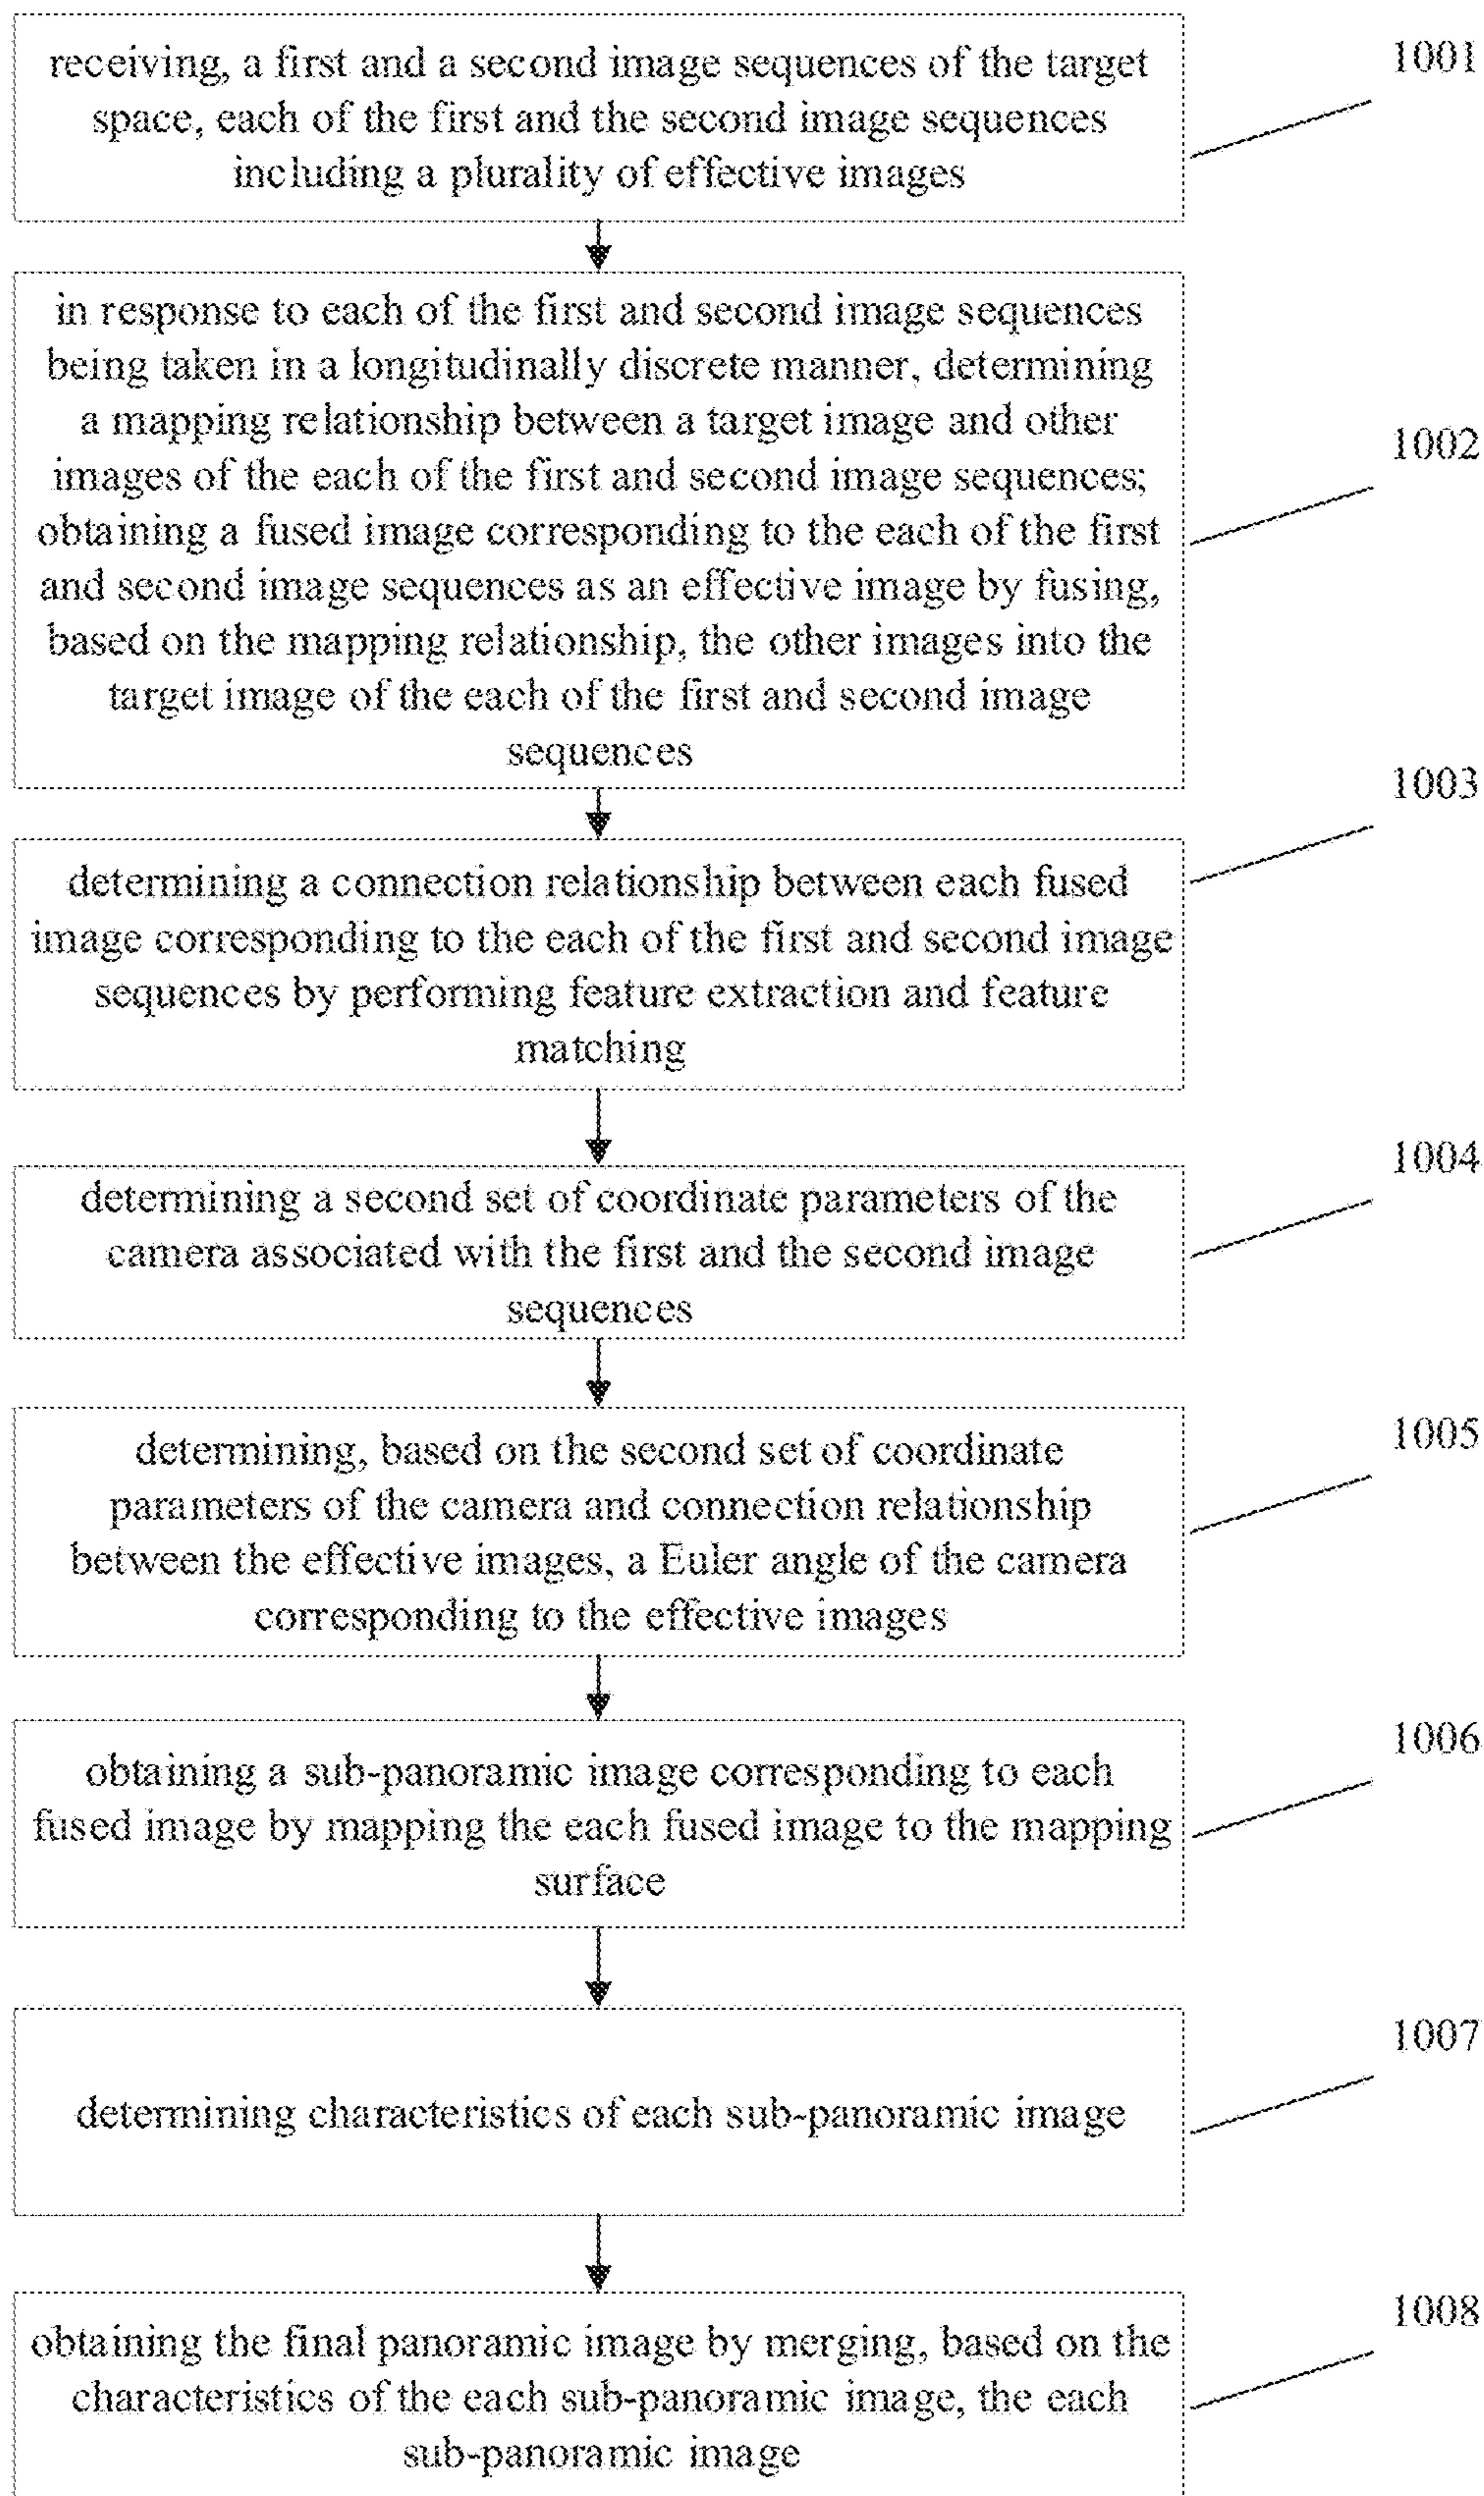 receiving, a first and a second image sequences of the target
space, each of the first and the second image sequences
including a plurality of effective images
1001
in response to each of the first and second image sequences
being taken in a longitudinally discrete manner, determining
a mapping relationship between a target image and other
images of the each of the first and second image sequences;
obtaining a fused image corresponding to the each of the first
and second image sequences as an effective image by fusing,
based on the mapping relationship, the other images into the
target image of the each of the first and second image
sequences
1002
determining a connection relationship between each fused
image corresponding to the each of the first and second image
sequences by performing feature extraction and feature
matching
1003
determining a second set of coordinate parameters of the
camera associated with the first and the second image
sequences
1004
determining, based on the second set of coordinate
parameters of the camera and connection relationship
between the effective images, a Euler angle of the camera
corresponding to the effective images
1005
obtaining a sub-panoramic image corresponding to each
fused image by mapping the each fused image to the mapping
surface
1006
determining characteristics of each sub-panoramic image
1007
obtaining the final panoramic image by merging, based on the
characteristics of the each sub-panoramic image, the each
sub-panoramic image
1008